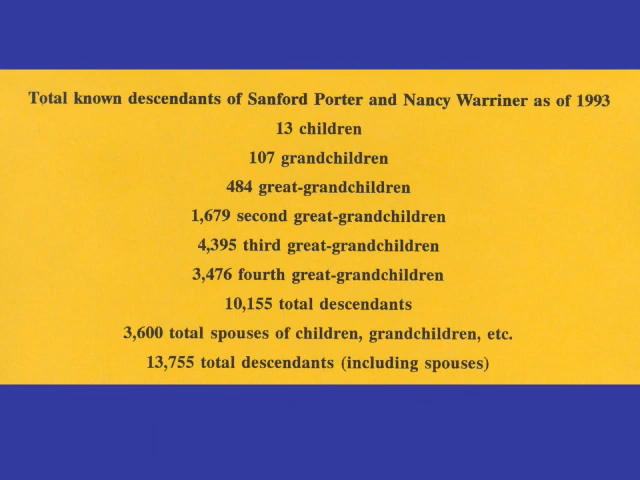 Total known descendants of Sanford Porter and Nancy Warriner as of 1993
13 children
107 grandchildren
484 great-grandchildren
1,679 second great-grandchildren
4,395 third great-grandchildren
3,476 fourth great-grandchildren
10,155 total descendants
3,600 total spouses of children, grandchildren, etc.
13,755 total descendants (including spouses)